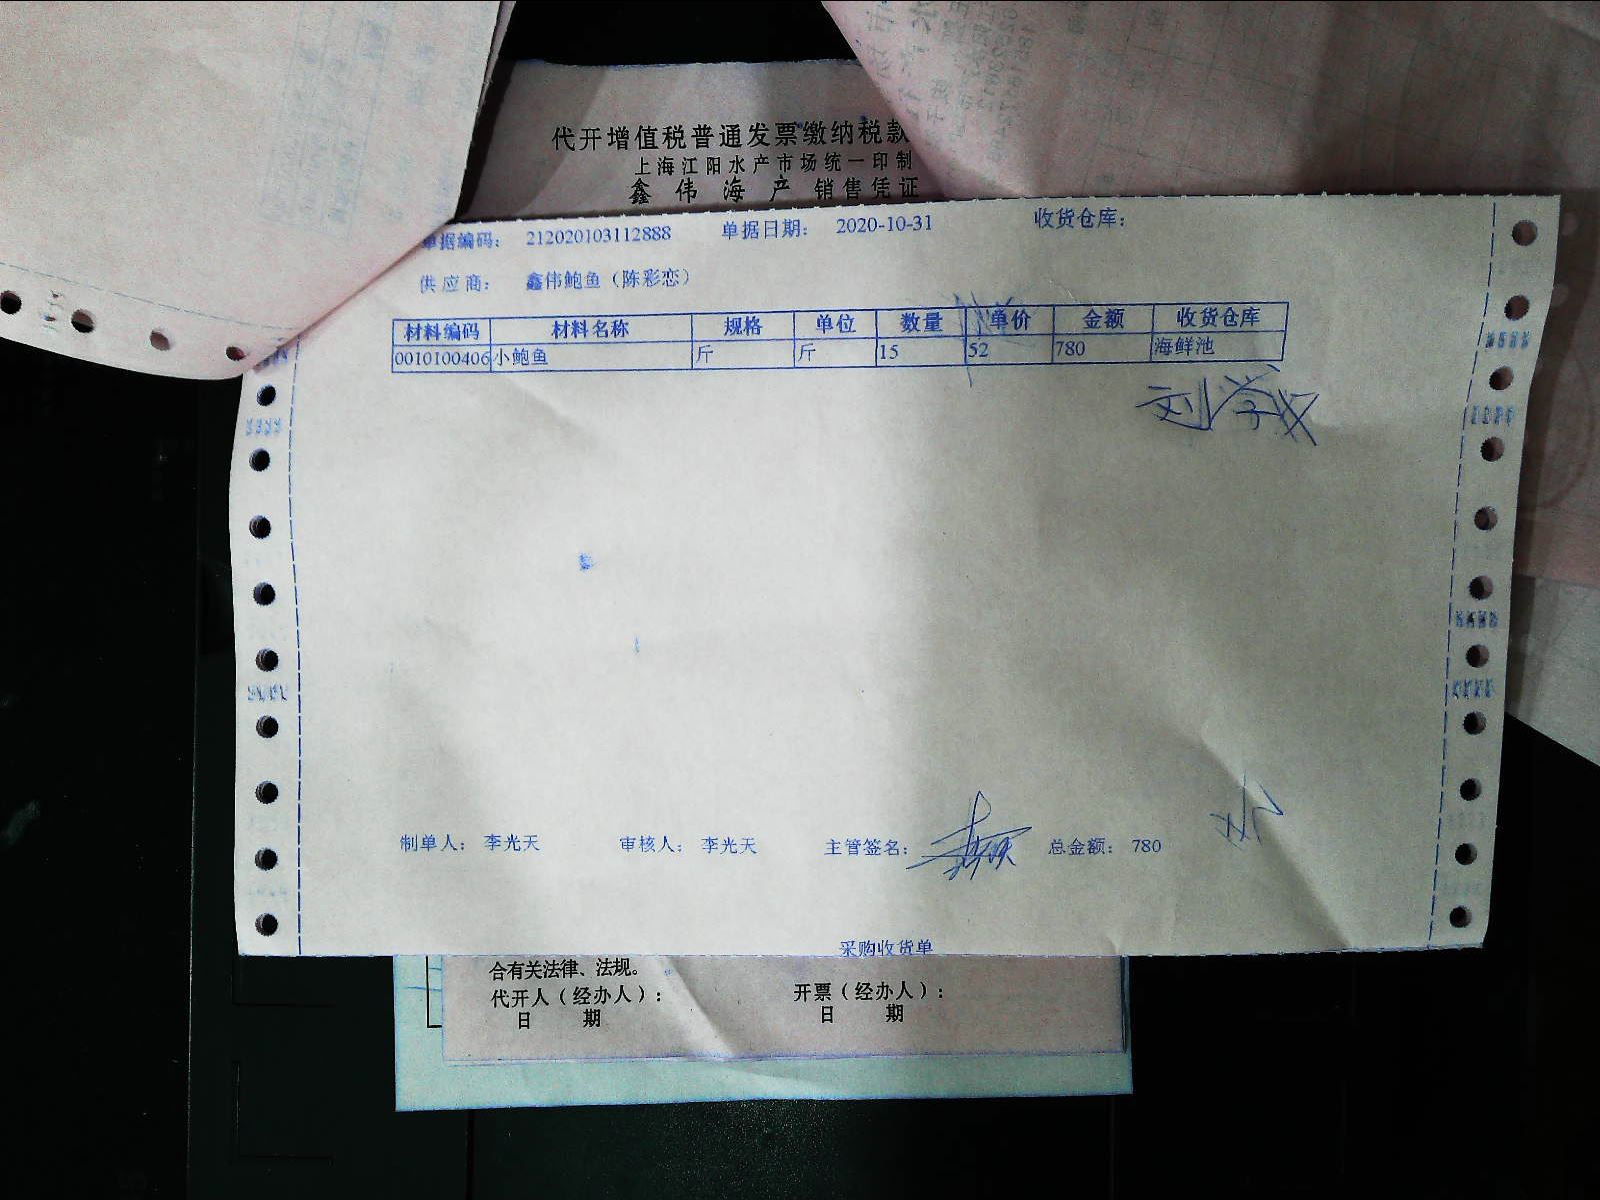 代开增值税普通发票缴纳税款
上海江阳水产市场统一印制
鑫伟海产 销售凭证
单据编码： 212020103112888 单据日期： 2020-10-31 收货仓库：
供应商： 鑫伟鲍鱼（陈彩恋）
材料编码 材料名称 规格 单位 数量 单价 金额 收货仓库
0010100406 小鲍鱼 斤 斤 15 52 780 海鲜池
制单人： 李光天 审核人： 李光天 主管签名： 总金额： 780
采购收货单
合有关法律、法规。
代开人（经办人）： 开票（经办人）：
日 期 日 期